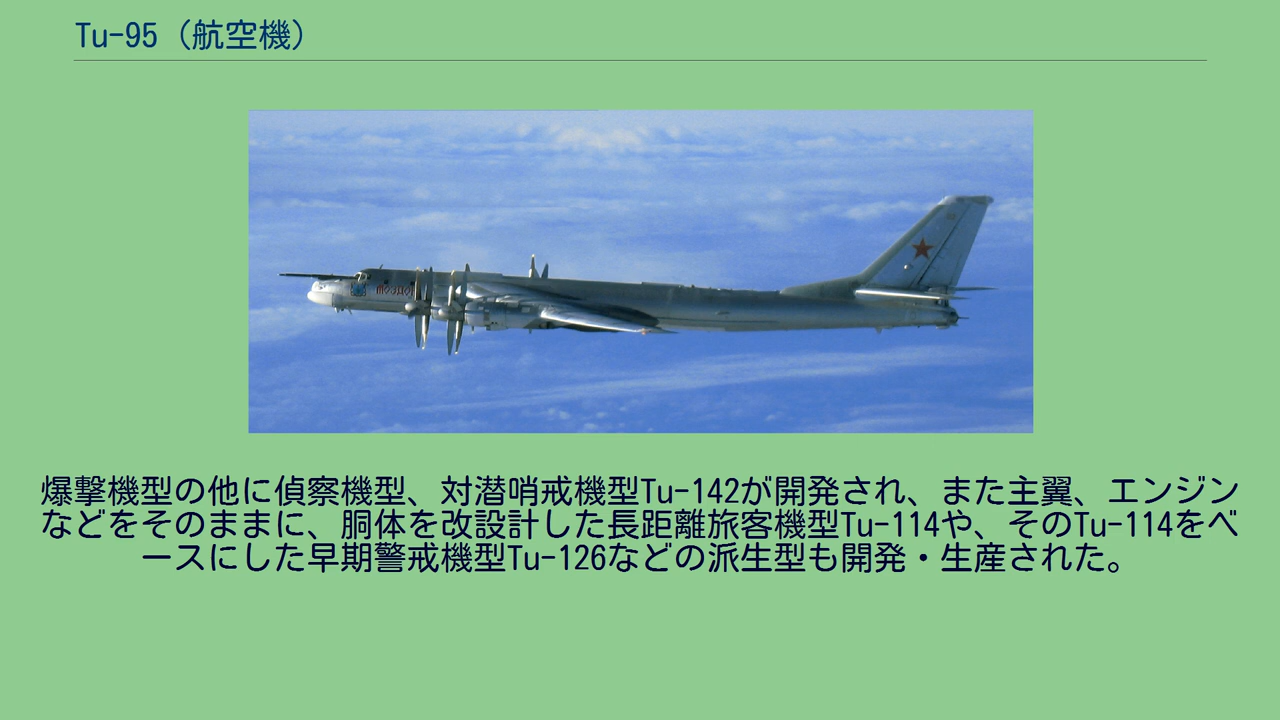 Tu-95（航空機）
爆撃機型の他に偵察機型、対潜哨戒機型Tu-142が開発され、また主翼、エンジン
などをそのままに、胴体を改設計した長距離旅客機型Tu-114や、そのTu-114をベ
ースにした早期警戒機型Tu-126などの派生型も開発・生産された。